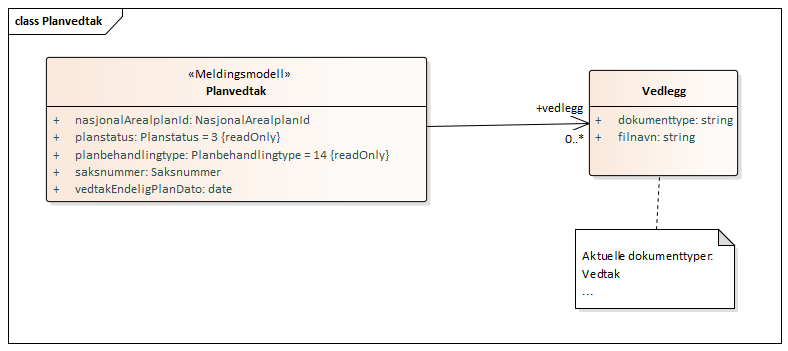 class Planvedtak
«Meldingsmodell»
Planvedtak
+ nasjonalArealplanId: NasjonalArealplanId
+ planstatus: Planstatus = 3 {readOnly}
+ planbehandlingtype: Planbehandlingtype = 14 {readOnly}
+ saksnummer: Saksnummer
+ vedtakEndeligPlanDato: date
+vedlegg
0..*
Vedlegg
+ dokumenttype: string
+ filnavn: string
Aktuelle dokumenttyper:
Vedtak
...